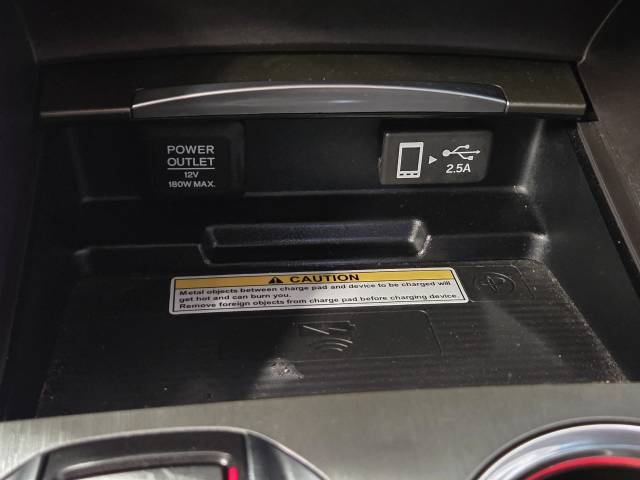 POWER
OUTLET
12V
180W MAX.
2.5A
CAUTION
Metal objects between charge pad and device to be charged will
get hot and can burn you.
Remove foreign objects from charge pad before charging device.